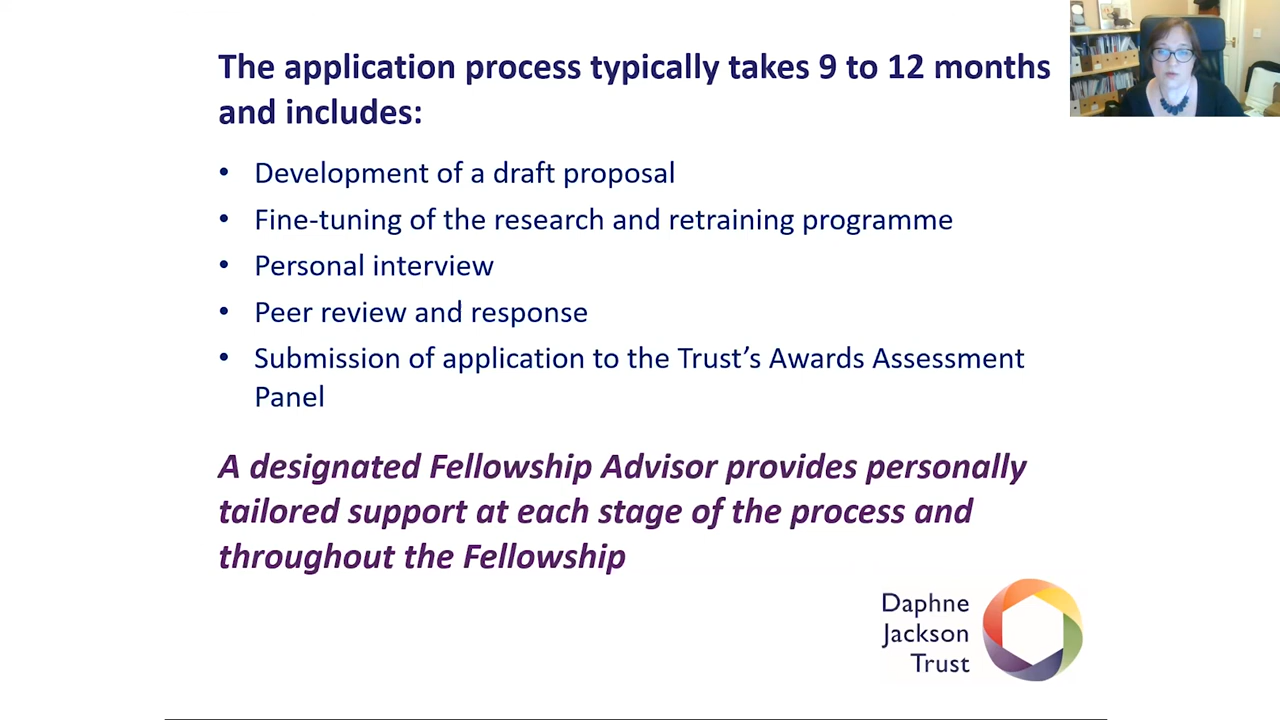 The application process typically takes 9 to 12 months
and includes:
• Development of a draft proposal
• Fine-tuning of the research and retraining programme
• Personal interview
• Peer review and response
• Submission of application to the Trust’s Awards Assessment
Panel
A designated Fellowship Advisor provides personally
tailored support at each stage of the process and
throughout the Fellowship
Daphne
Jackson
Trust